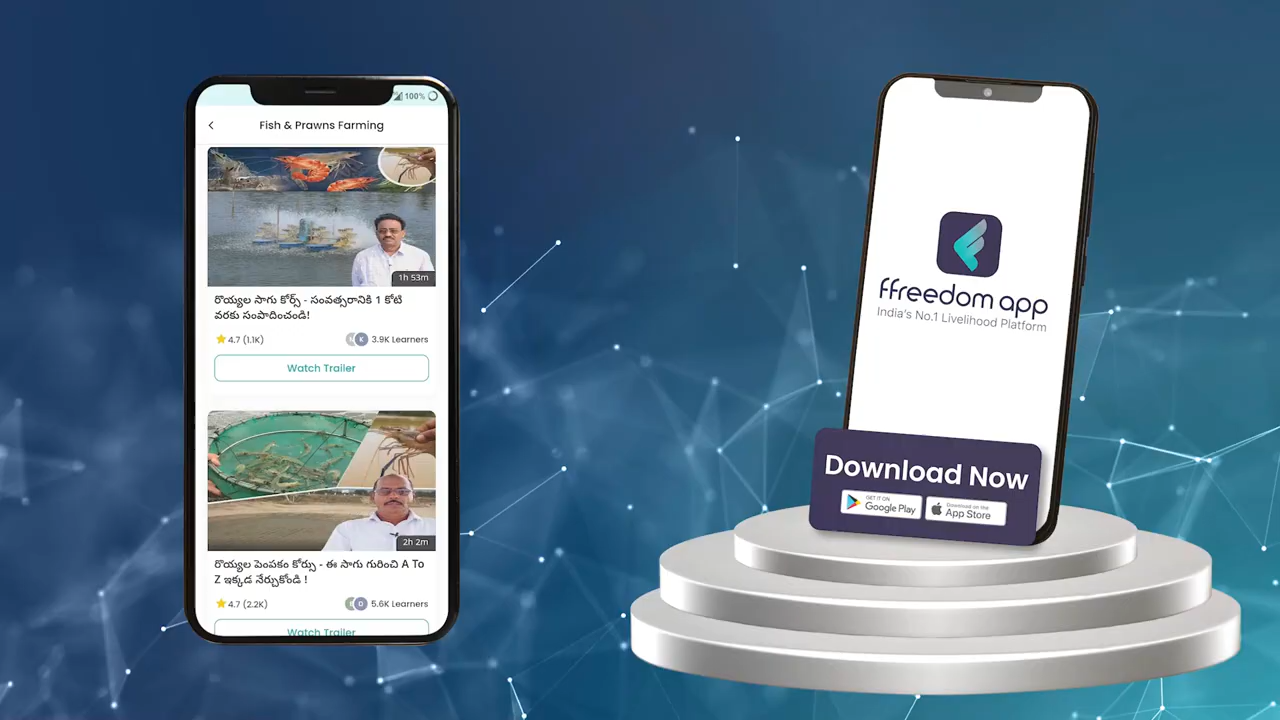 100%
Fish & Prawns Farming
1h 53m
రొయ్యల సాగు కోర్స్ - సంవత్సరానికి 1 కోటి
వరకు సంపాదించండి!
4.7 (1.1K)
K
3.9K Learners
Watch Trailer
2h 2m
రొయ్యల పెంపకం కోర్సు - ఈ సాగు గురించి A To
Z ఇక్కడ నేర్చుకోండి !
4.7 (2.2K)
D
5.6K Learners
Watch Trailer
ffreedom app
India's No.1 Livelihood Platform
Download Now
GET IT ON
Google Play
Download on the
App Store